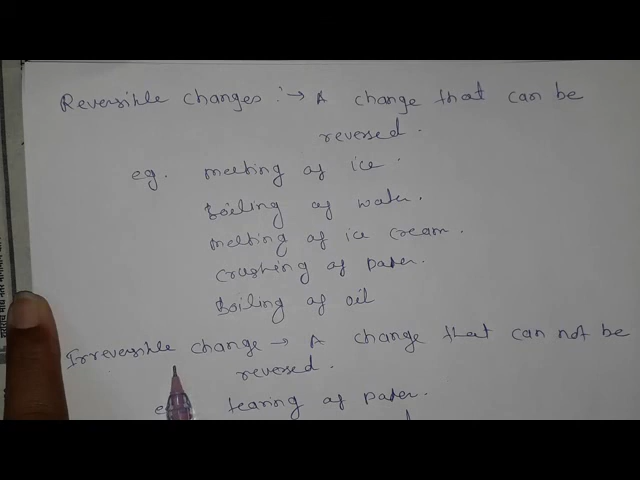 Reversible changes :→ A change that can be
reversed.
eg. melting of ice.
Boiling of water.
melting of ice cream.
crushing of paper.
Boiling of oil
Irreversible change → A change that can not be
reversed.
tearing of paper.